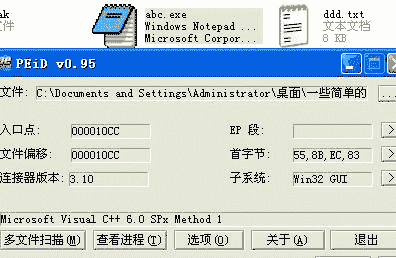 ak
文件
abc.exe
Windows Notepad ...
Microsoft Corpor...
ddd.txt
文本文档
8 KB
PEiD v0.95
文件: C:\Documents and Settings\Administrator\桌面\一些简单的 ...
入口点: 000010CC EP 段: >
文件偏移: 000010CC 首字节: 55,8B,EC,83 >
连接器版本: 3.10 子系统: Win32 GUI >
Microsoft Visual C++ 6.0 SPx Method 1
多文件扫描(M) 查看进程(T) 选项(O) 关于(A) 退出